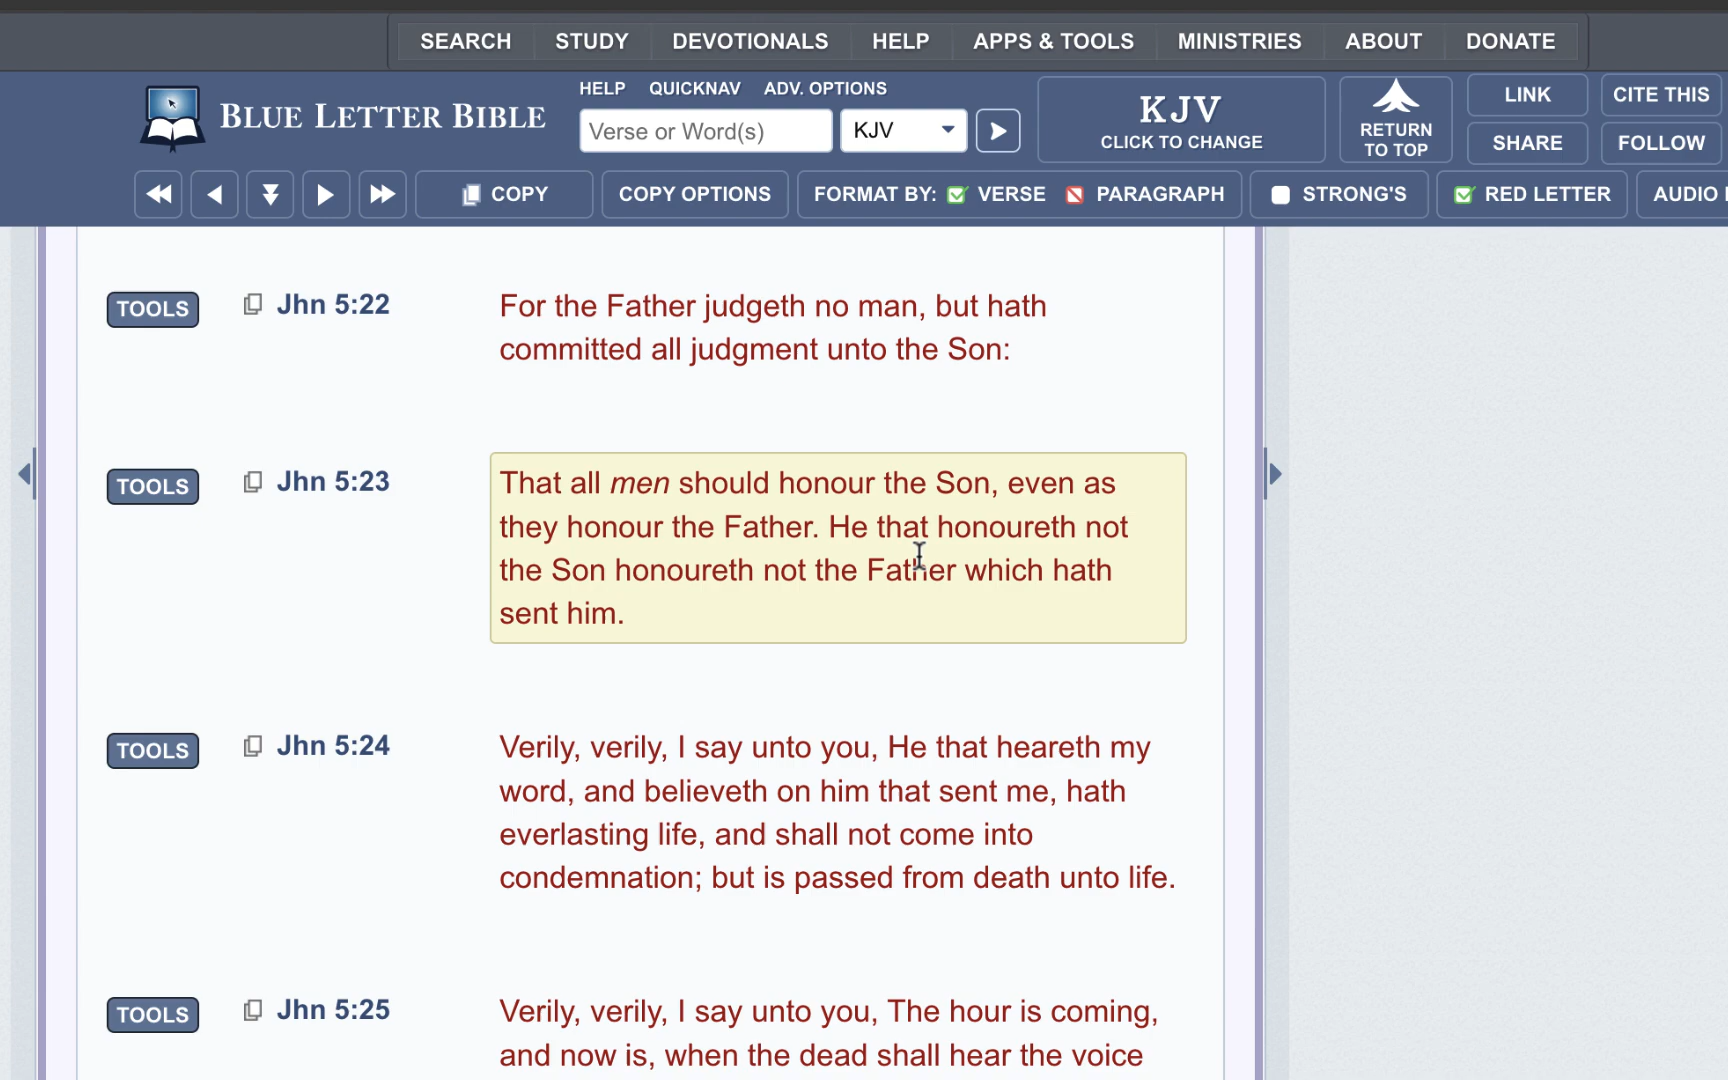 SEARCH STUDY DEVOTIONALS HELP APPS & TOOLS MINISTRIES ABOUT DONATE
BLUE LETTER BIBLE
HELP QUICKNAV ADV. OPTIONS
Verse or Word(s) KJV
KJV
CLICK TO CHANGE
RETURN
TO TOP
LINK CITE THIS
SHARE FOLLOW
COPY COPY OPTIONS FORMAT BY: VERSE PARAGRAPH STRONG'S RED LETTER AUDIO
TOOLS Jhn 5:22 For the Father judgeth no man, but hath
committed all judgment unto the Son:
TOOLS Jhn 5:23 That all men should honour the Son, even as
they honour the Father. He that honoureth not
the Son honoureth not the Father which hath
sent him.
TOOLS Jhn 5:24 Verily, verily, I say unto you, He that heareth my
word, and believeth on him that sent me, hath
everlasting life, and shall not come into
condemnation; but is passed from death unto life.
TOOLS Jhn 5:25 Verily, verily, I say unto you, The hour is coming,
and now is, when the dead shall hear the voice